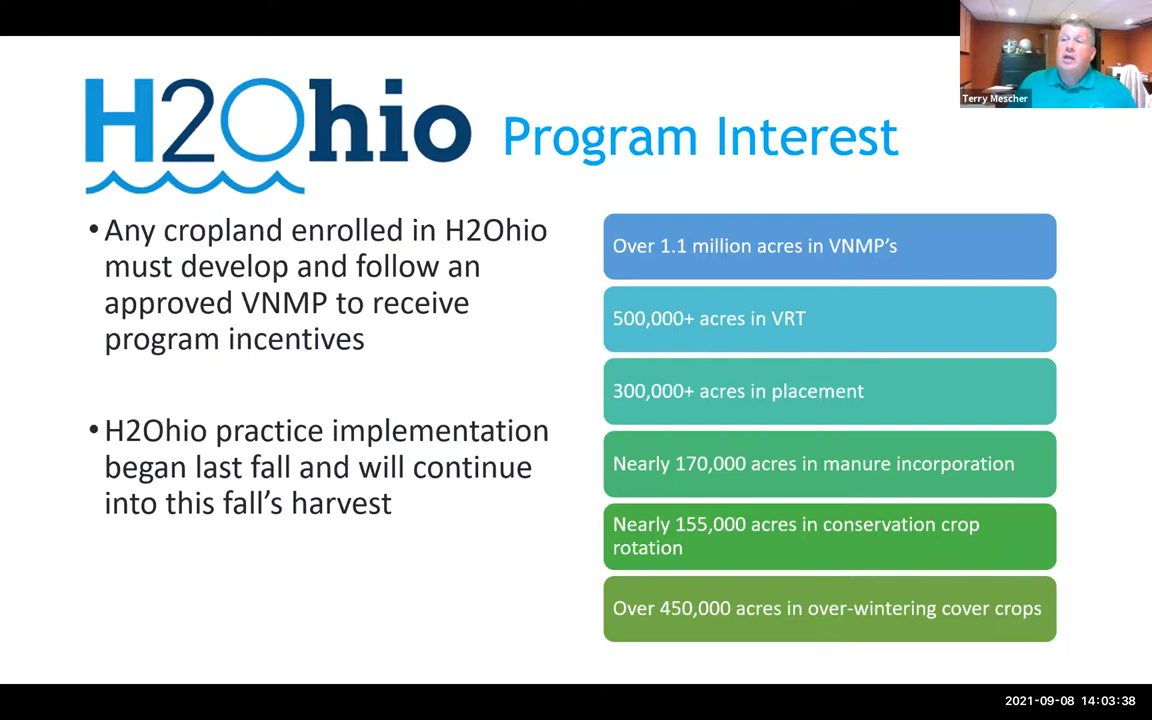 Terry Mescher
H2Ohio Program Interest
•Any cropland enrolled in H2Ohio
must develop and follow an
approved VNMP to receive
program incentives
•H2Ohio practice implementation
began last fall and will continue
into this fall’s harvest
Over 1.1 million acres in VNMP’s
500,000+ acres in VRT
300,000+ acres in placement
Nearly 170,000 acres in manure incorporation
Nearly 155,000 acres in conservation crop
rotation
Over 450,000 acres in over-wintering cover crops
2021-09-08 14:03:38